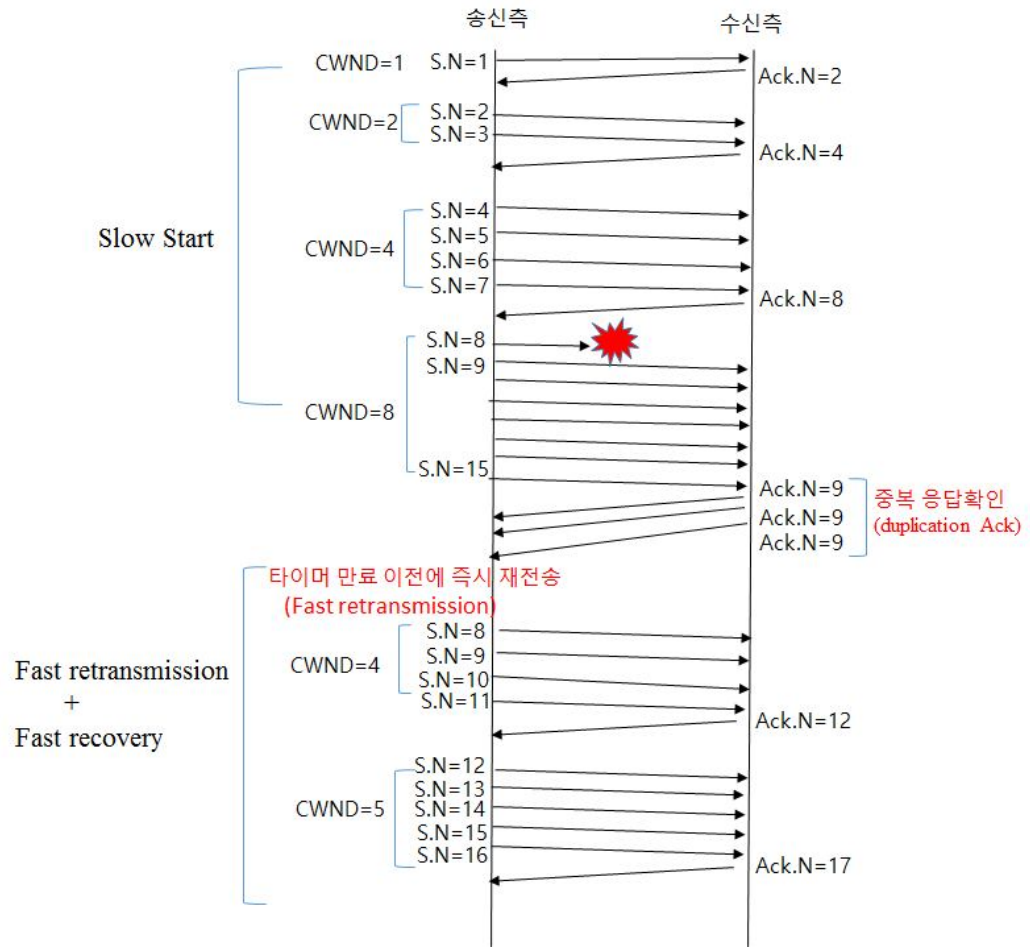 송신측
수신측
CWND=1
S.N=1
Ack.N=2
CWND=2
S.N=2
S.N=3
Ack.N=4
Slow Start
CWND=4
S.N=4
S.N=5
S.N=6
S.N=7
Ack.N=8
CWND=8
S.N=8
S.N=9
S.N=15
Ack.N=9
Ack.N=9
Ack.N=9
중복 응답확인
(duplication Ack)
타이머 만료 이전에 즉시 재전송
(Fast retransmission)
Fast retransmission
+
Fast recovery
CWND=4
S.N=8
S.N=9
S.N=10
S.N=11
Ack.N=12
CWND=5
S.N=12
S.N=13
S.N=14
S.N=15
S.N=16
Ack.N=17